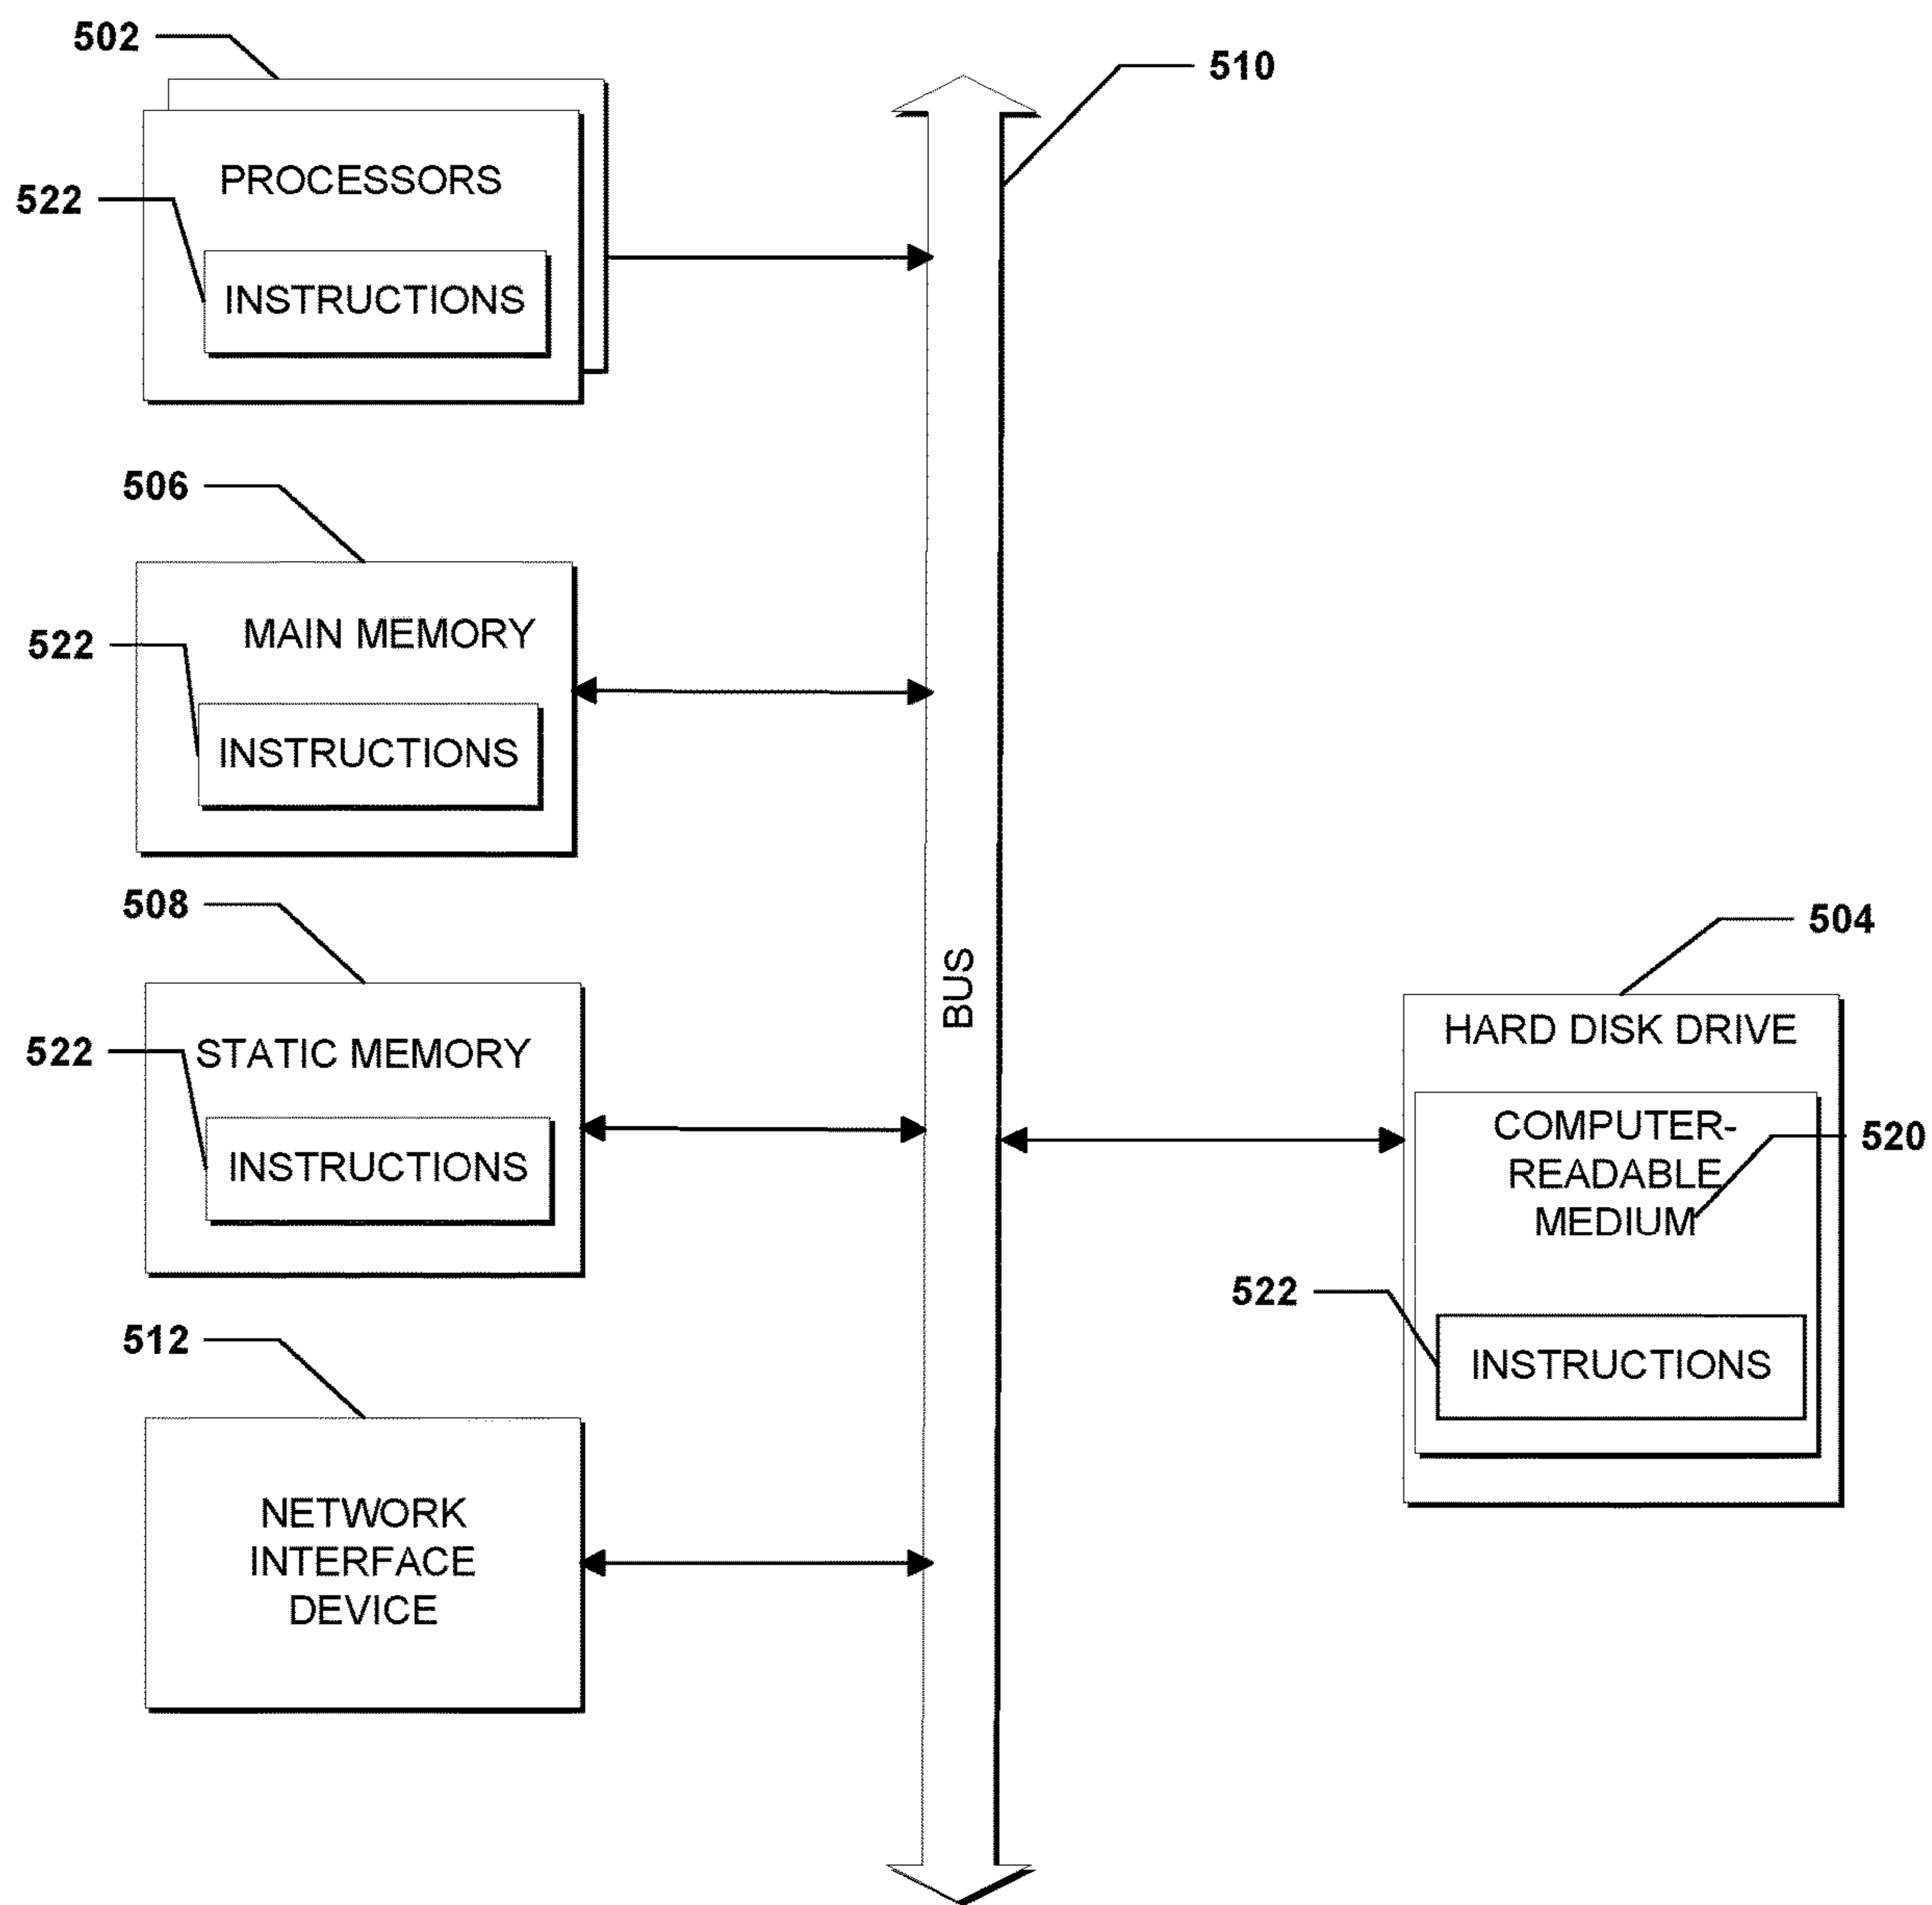 502
510
PROCESSORS
522
INSTRUCTIONS
506
MAIN MEMORY
522
INSTRUCTIONS
508
STATIC MEMORY
522
INSTRUCTIONS
512
NETWORK
INTERFACE
DEVICE
BUS
504
HARD DISK DRIVE
COMPUTER-
READABLE
MEDIUM
520
522
INSTRUCTIONS